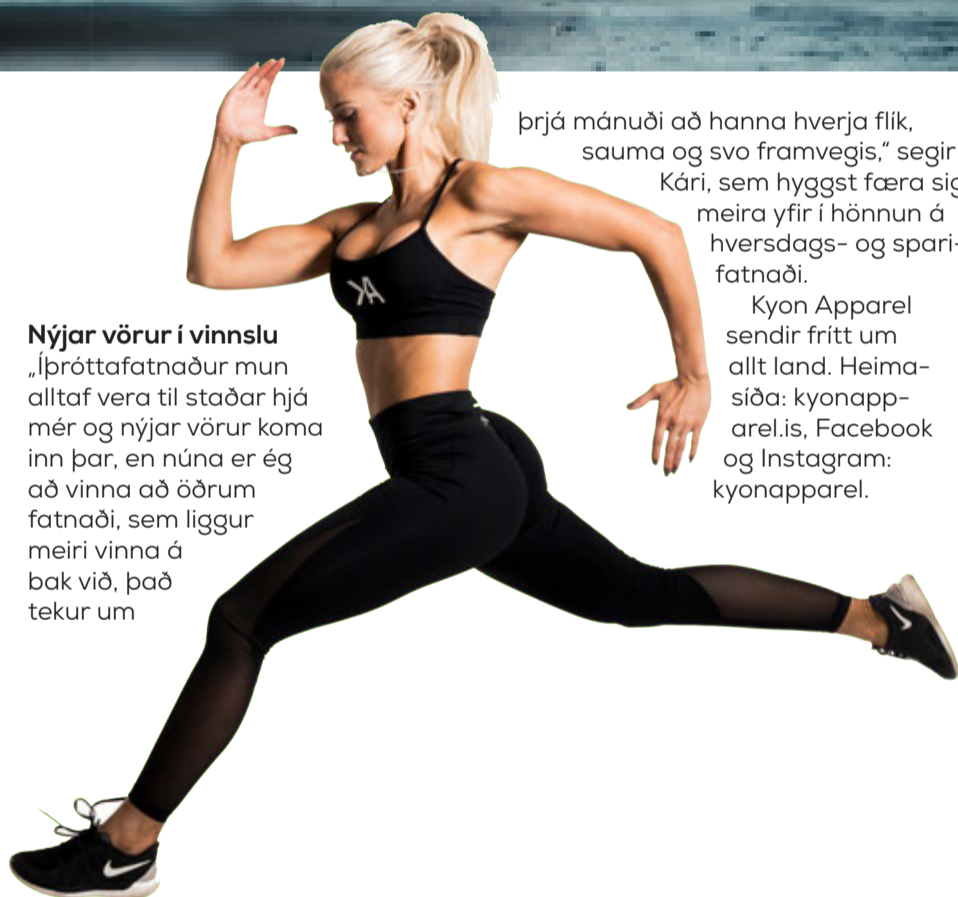 Nýjar vörur í vinnslu
„Íþróttafatnaður mun
alltaf vera til staðar hjá
mér og nýjar vörur koma
inn þar, en núna er ég
að vinna að öðrum
fatnaði, sem liggur
meiri vinna á
bak við, það
tekur um
þrjá mánuði að hanna hverja flík,
sauma og svo framvegis,“ segir
Kári, sem hyggst færa sig
meira yfir í hönnun á
hversdags- og spari-
fatnaði.
Kyon Apparel
sendir frítt um
allt land. Heima-
síða: kyonapp-
arel.is, Facebook
og Instagram:
kyonapparel.